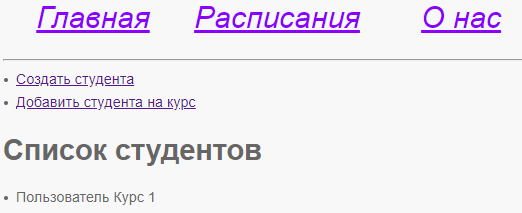 Главная Расписания О нас
Создать студента
Добавить студента на курс
Список студентов
Пользователь Курс 1